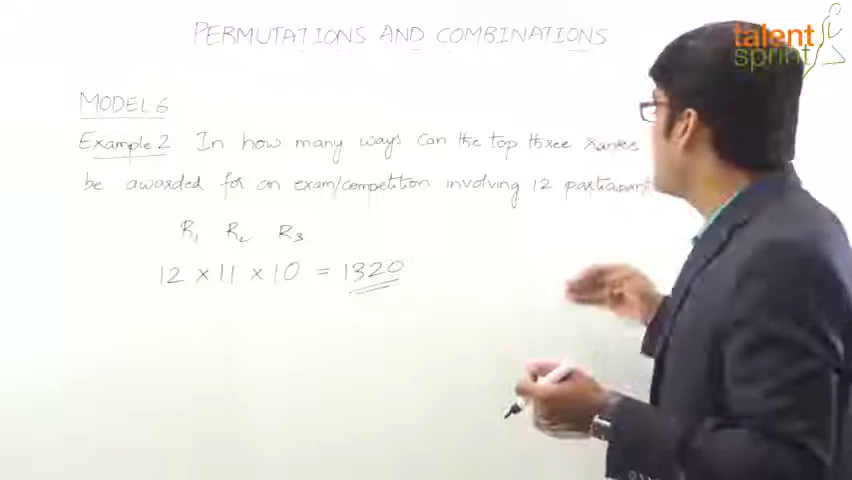 PERMUTATIONS AND COMBINATIONS
talent
sprint
MODEL 6
Example 2 In how many ways can the top three ranks
be awarded for an exam/competition involving 12
R1 R2 R3
12 × 11 × 10 = 1320